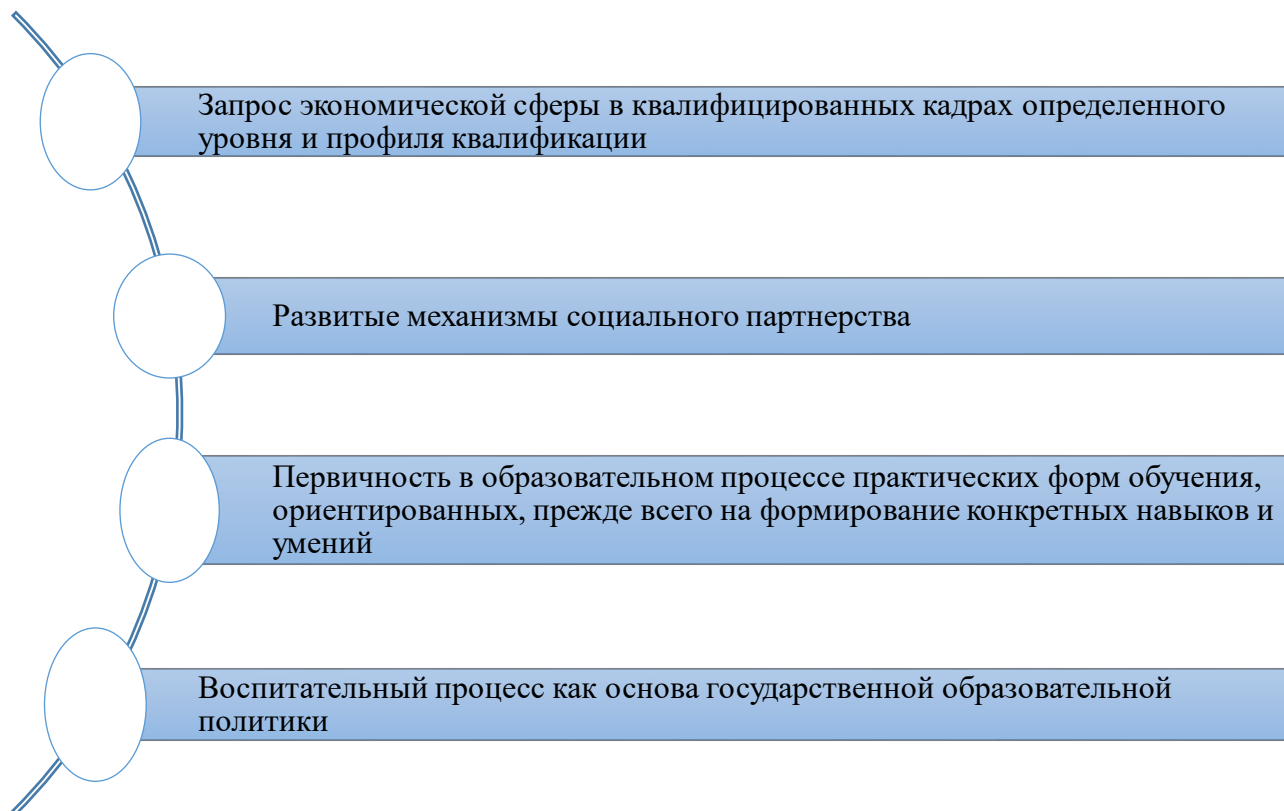 Запрос экономической сферы в квалифицированных кадрах определенного
уровня и профиля квалификации
Развитые механизмы социального партнерства
Первичность в образовательном процессе практических форм обучения,
ориентированных, прежде всего на формирование конкретных навыков и
умений
Воспитательный процесс как основа государственной образовательной
политики